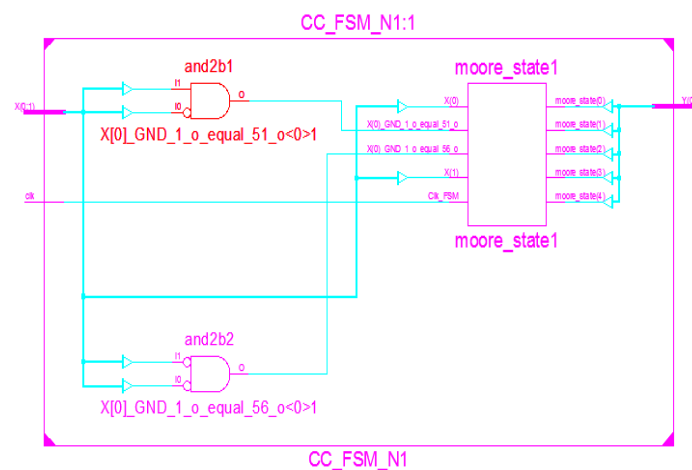 CC_FSM_N1:1
and2b1
moore_state1
X(0:1)
I1
I0
O
X[0]_GND_1_o_equal_51_o<0>1
X(0)
X(0)_GND_1_o_equal_51_o
X(0)_GND_1_o_equal_56_o
X(1)
Clk_FSM
moore_state(0)
moore_state(1)
moore_state(2)
moore_state(3)
moore_state(4)
clk
moore_state1
and2b2
I1
I0
O
X[0]_GND_1_o_equal_56_o<0>1
CC_FSM_N1